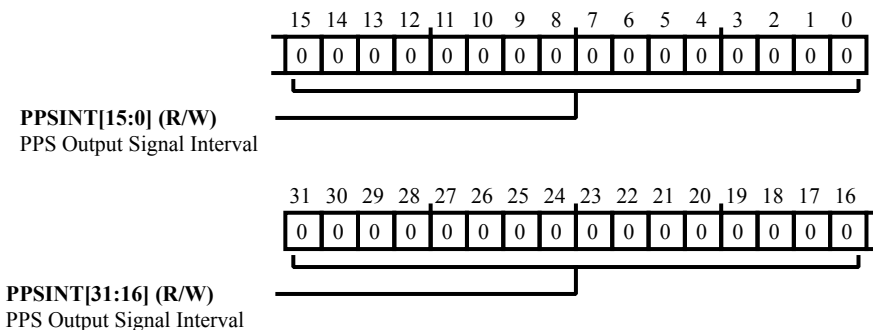 15 14 13 12 11 10 9 8 7 6 5 4 3 2 1 0
0 0 0 0 0 0 0 0 0 0 0 0 0 0 0 0
PPSINT[15:0] (R/W)
PPS Output Signal Interval
31 30 29 28 27 26 25 24 23 22 21 20 19 18 17 16
0 0 0 0 0 0 0 0 0 0 0 0 0 0 0 0
PPSINT[31:16] (R/W)
PPS Output Signal Interval